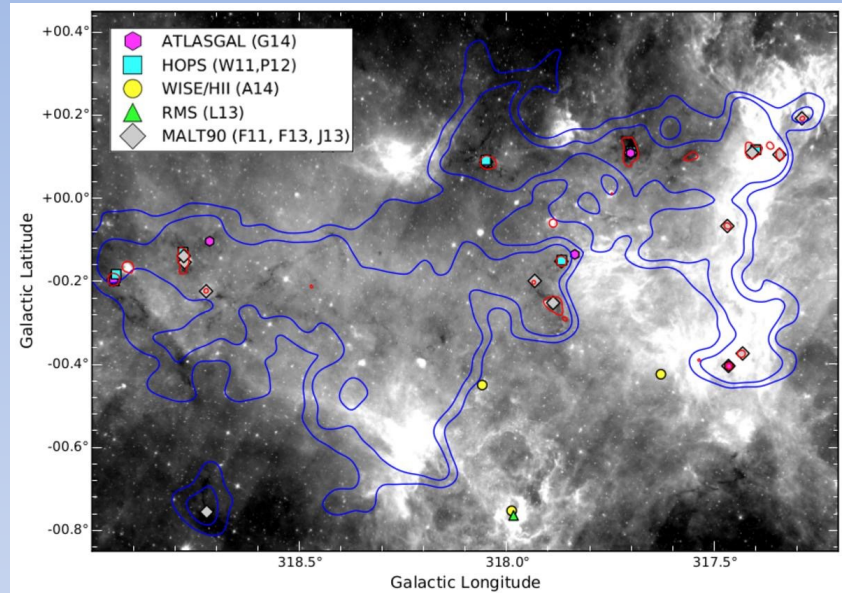 +00.4°
ATLASGAL (G14)
HOPS (W11,P12)
WISE/HII (A14)
RMS (L13)
MALT90 (F11, F13, J13)
+00.2°
+00.0°
-00.2°
-00.4°
-00.6°
-00.8°
Galactic Latitude
318.5°
318.0°
317.5°
Galactic Longitude